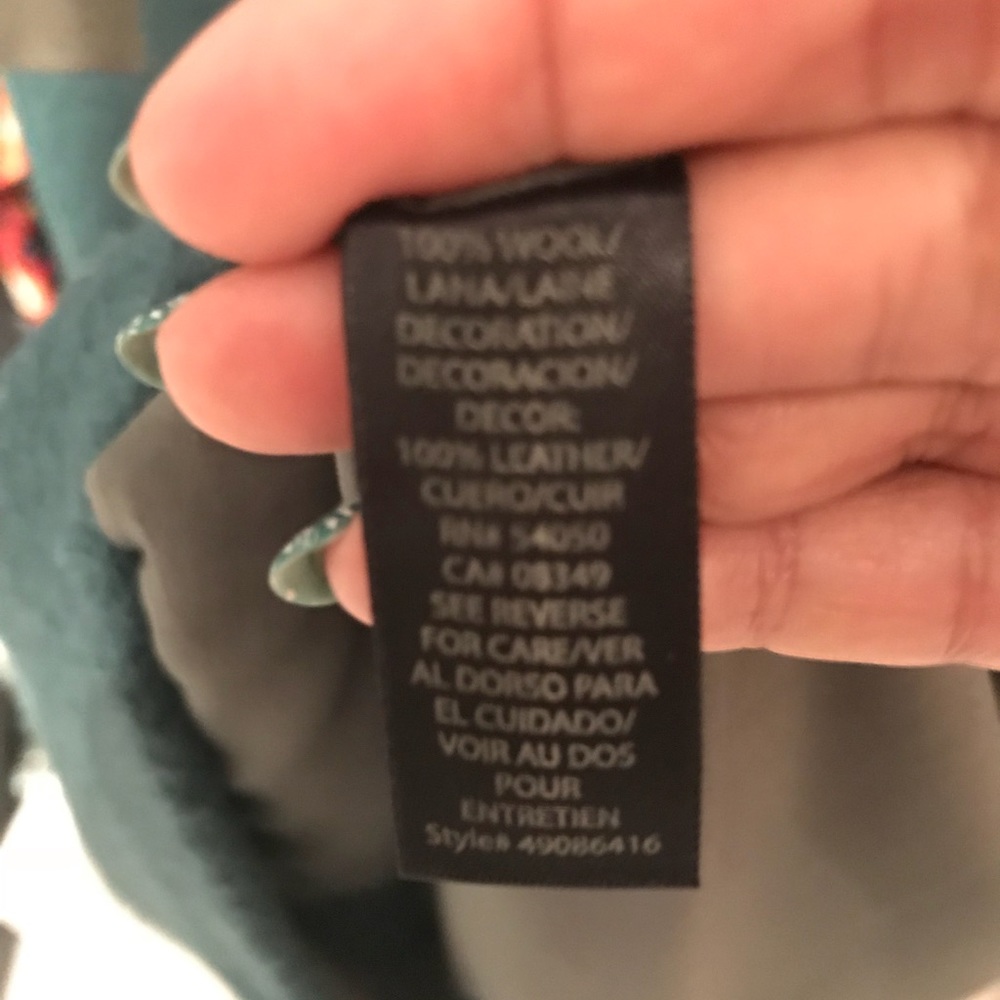 100% WOOL/
LANA/LAINE
DECORATION/
DECORACION/
DECOR:
100% LEATHER/
CUERO/CUIR
RN# 54050
CA# 08349
SEE REVERSE
FOR CARE/VER
AL DORSO PARA
EL CUIDADO/
VOIR AU DOS
POUR
ENTRETIEN
Style# 49086416